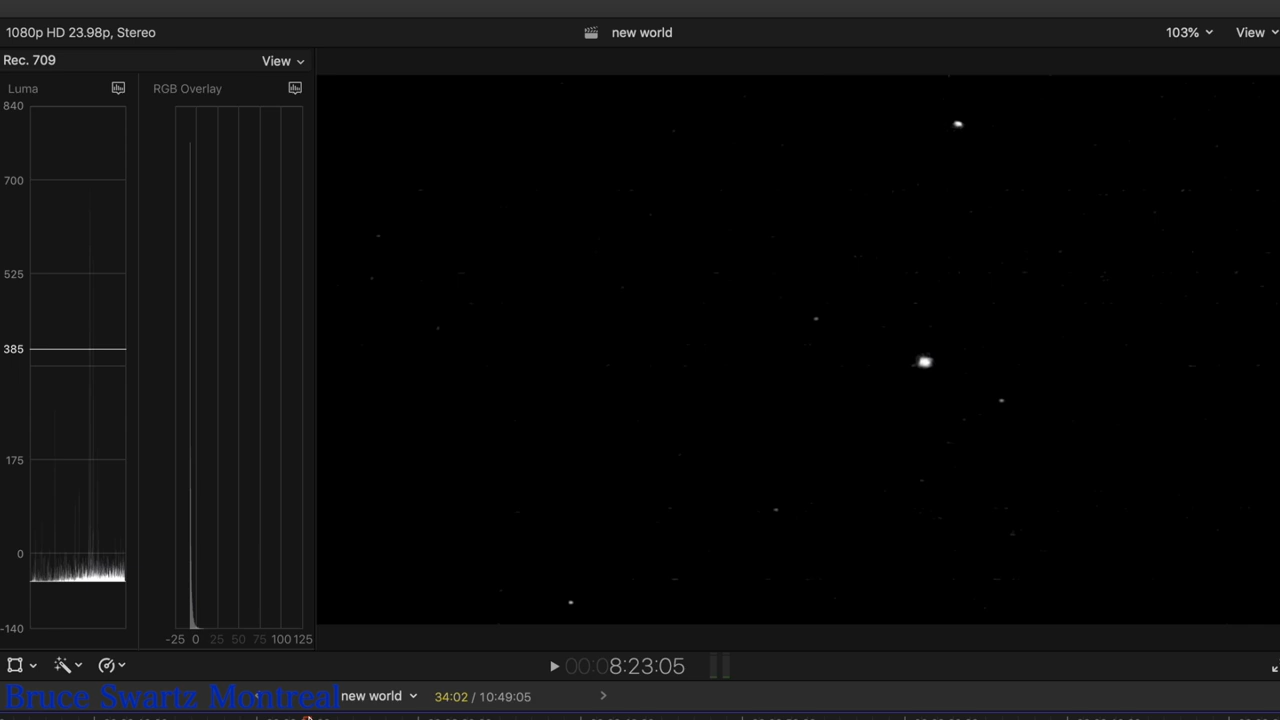 1080p HD 23.98p, Stereo
new world
103%
View
Rec. 709
View
Luma
RGB Overlay
840
700
525
385
175
0
-140
-25 0 25 50 75 100 125
00:08:23:05
Bruce Swartz Montreal
new world
34:02 / 10:49:05